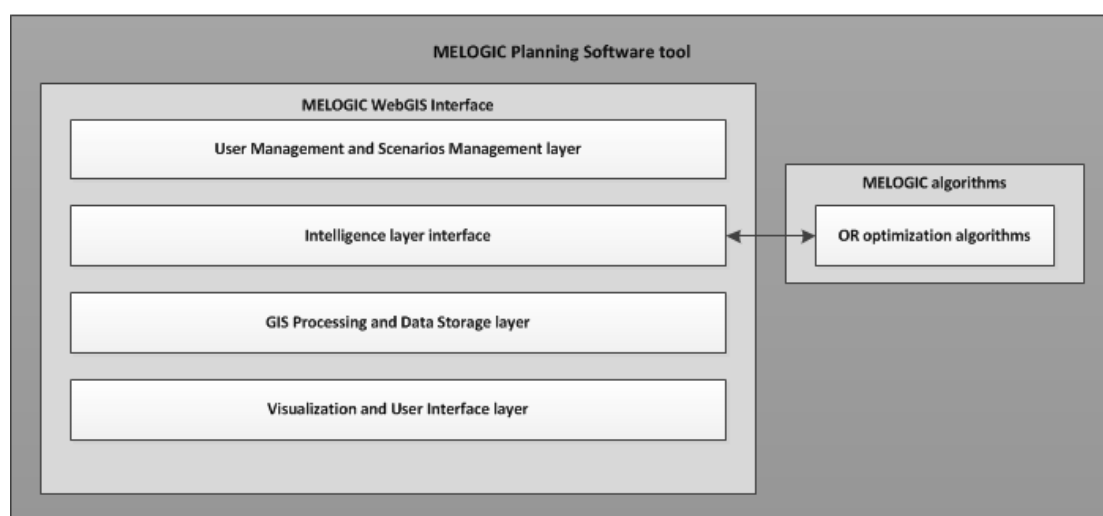 MELOGIC Planning Software tool
MELOGIC WebGIS Interface
User Management and Scenarios Management layer
Intelligence layer interface
GIS Processing and Data Storage layer
Visualization and User Interface layer
MELOGIC algorithms
OR optimization algorithms